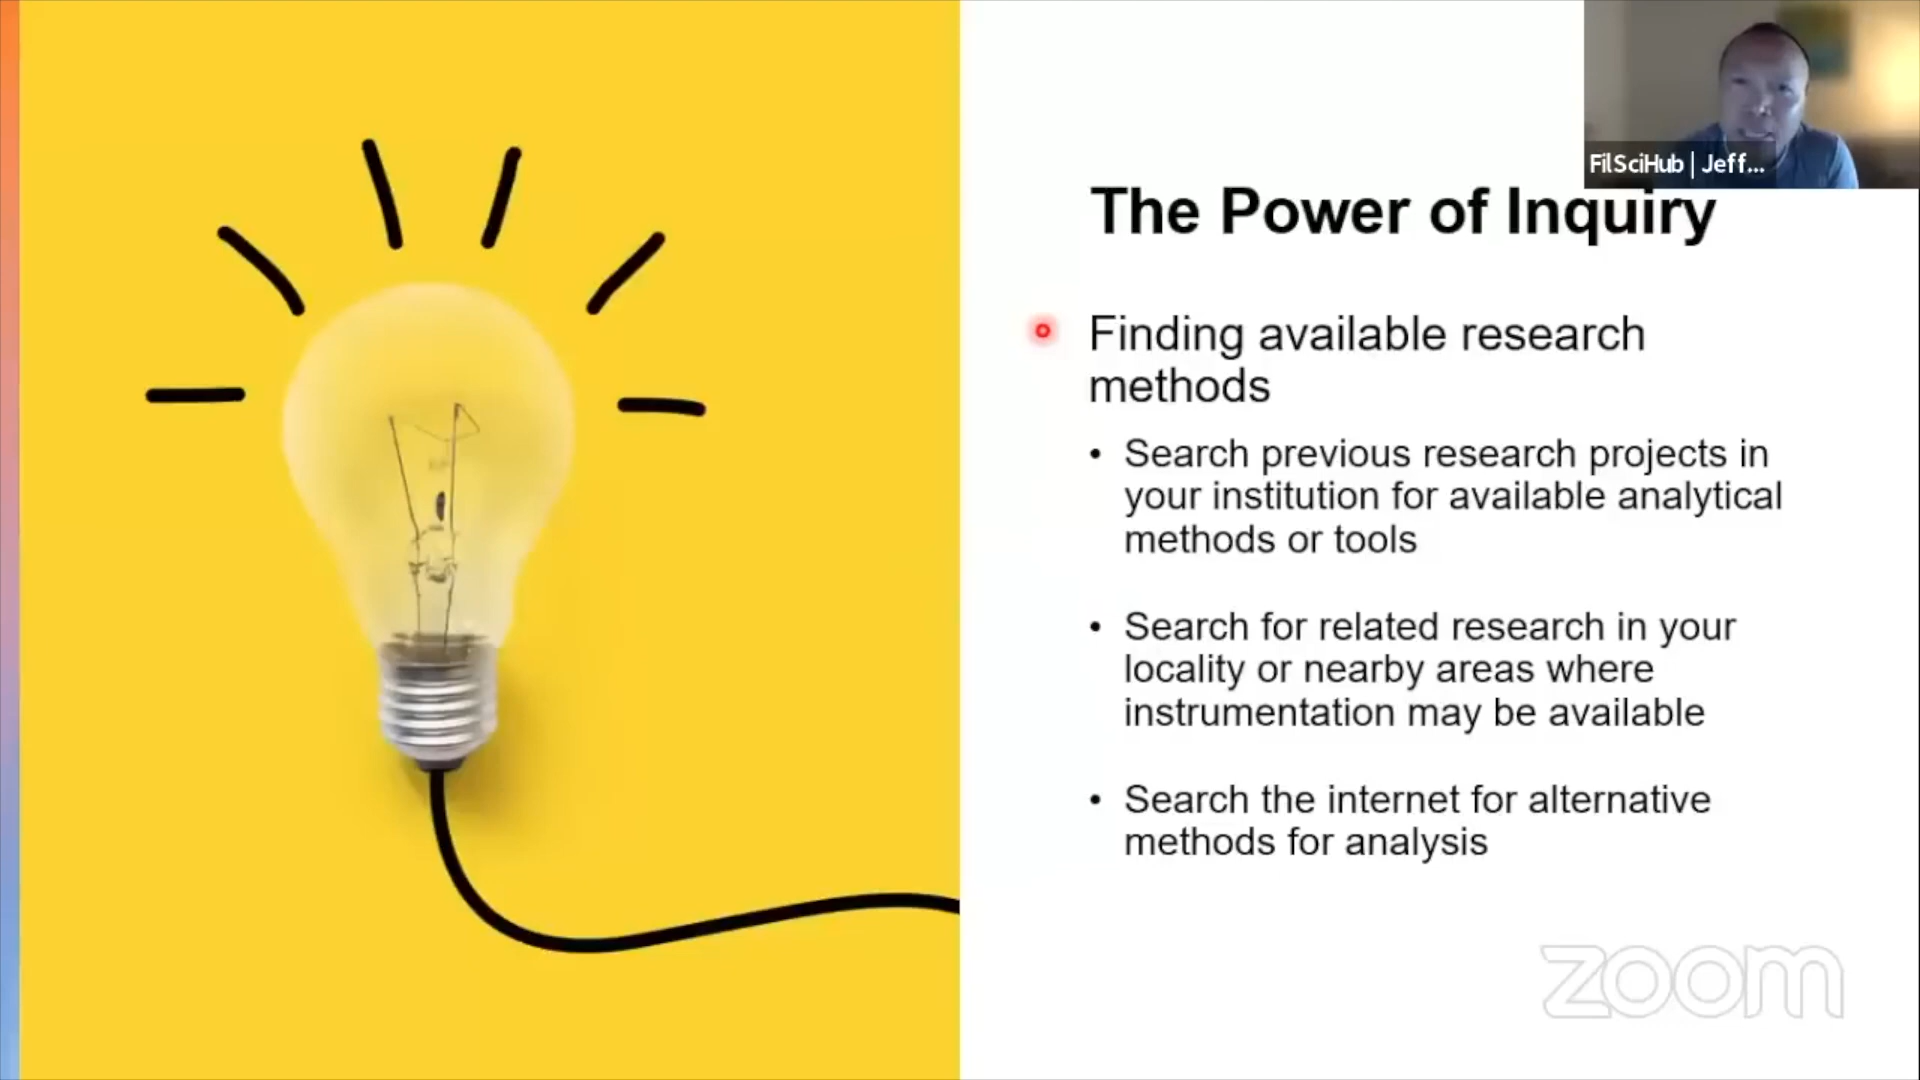 FilSciHub | Jeff...
The Power of Inquiry
Finding available research
methods
• Search previous research projects in
your institution for available analytical
methods or tools
• Search for related research in your
locality or nearby areas where
instrumentation may be available
• Search the internet for alternative
methods for analysis
zoom